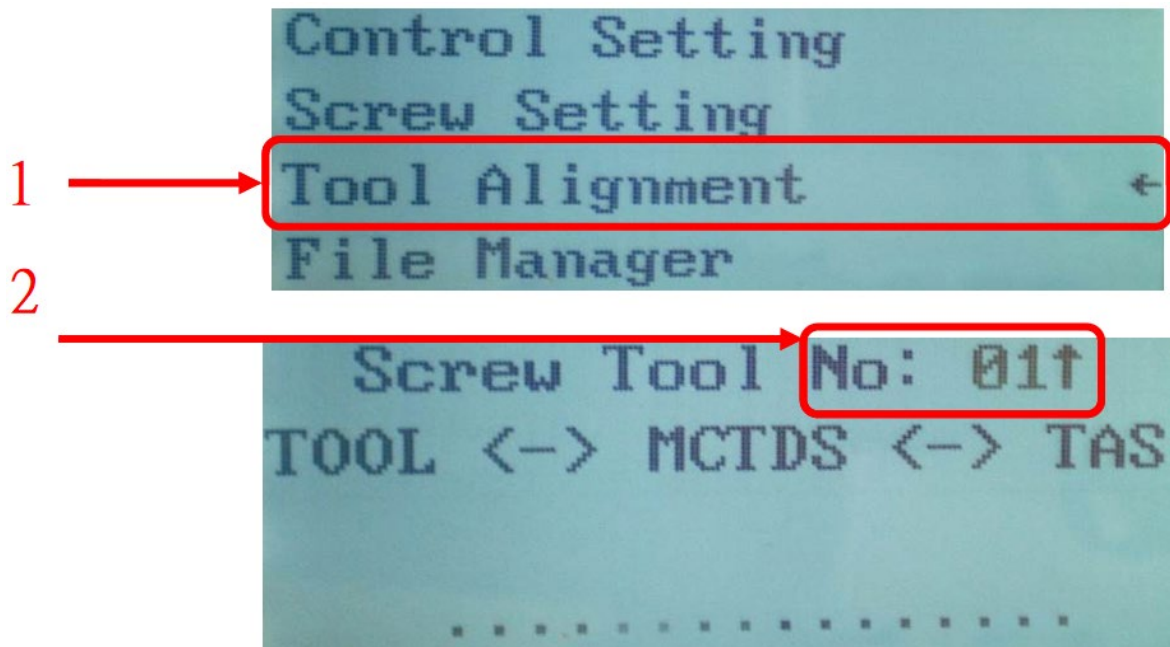 Control Setting
Screw Setting
1
Tool Alignment ←
File Manager
2
Screw Tool No: 01↑
TOOL <-> MCTDS <-> TAS
................